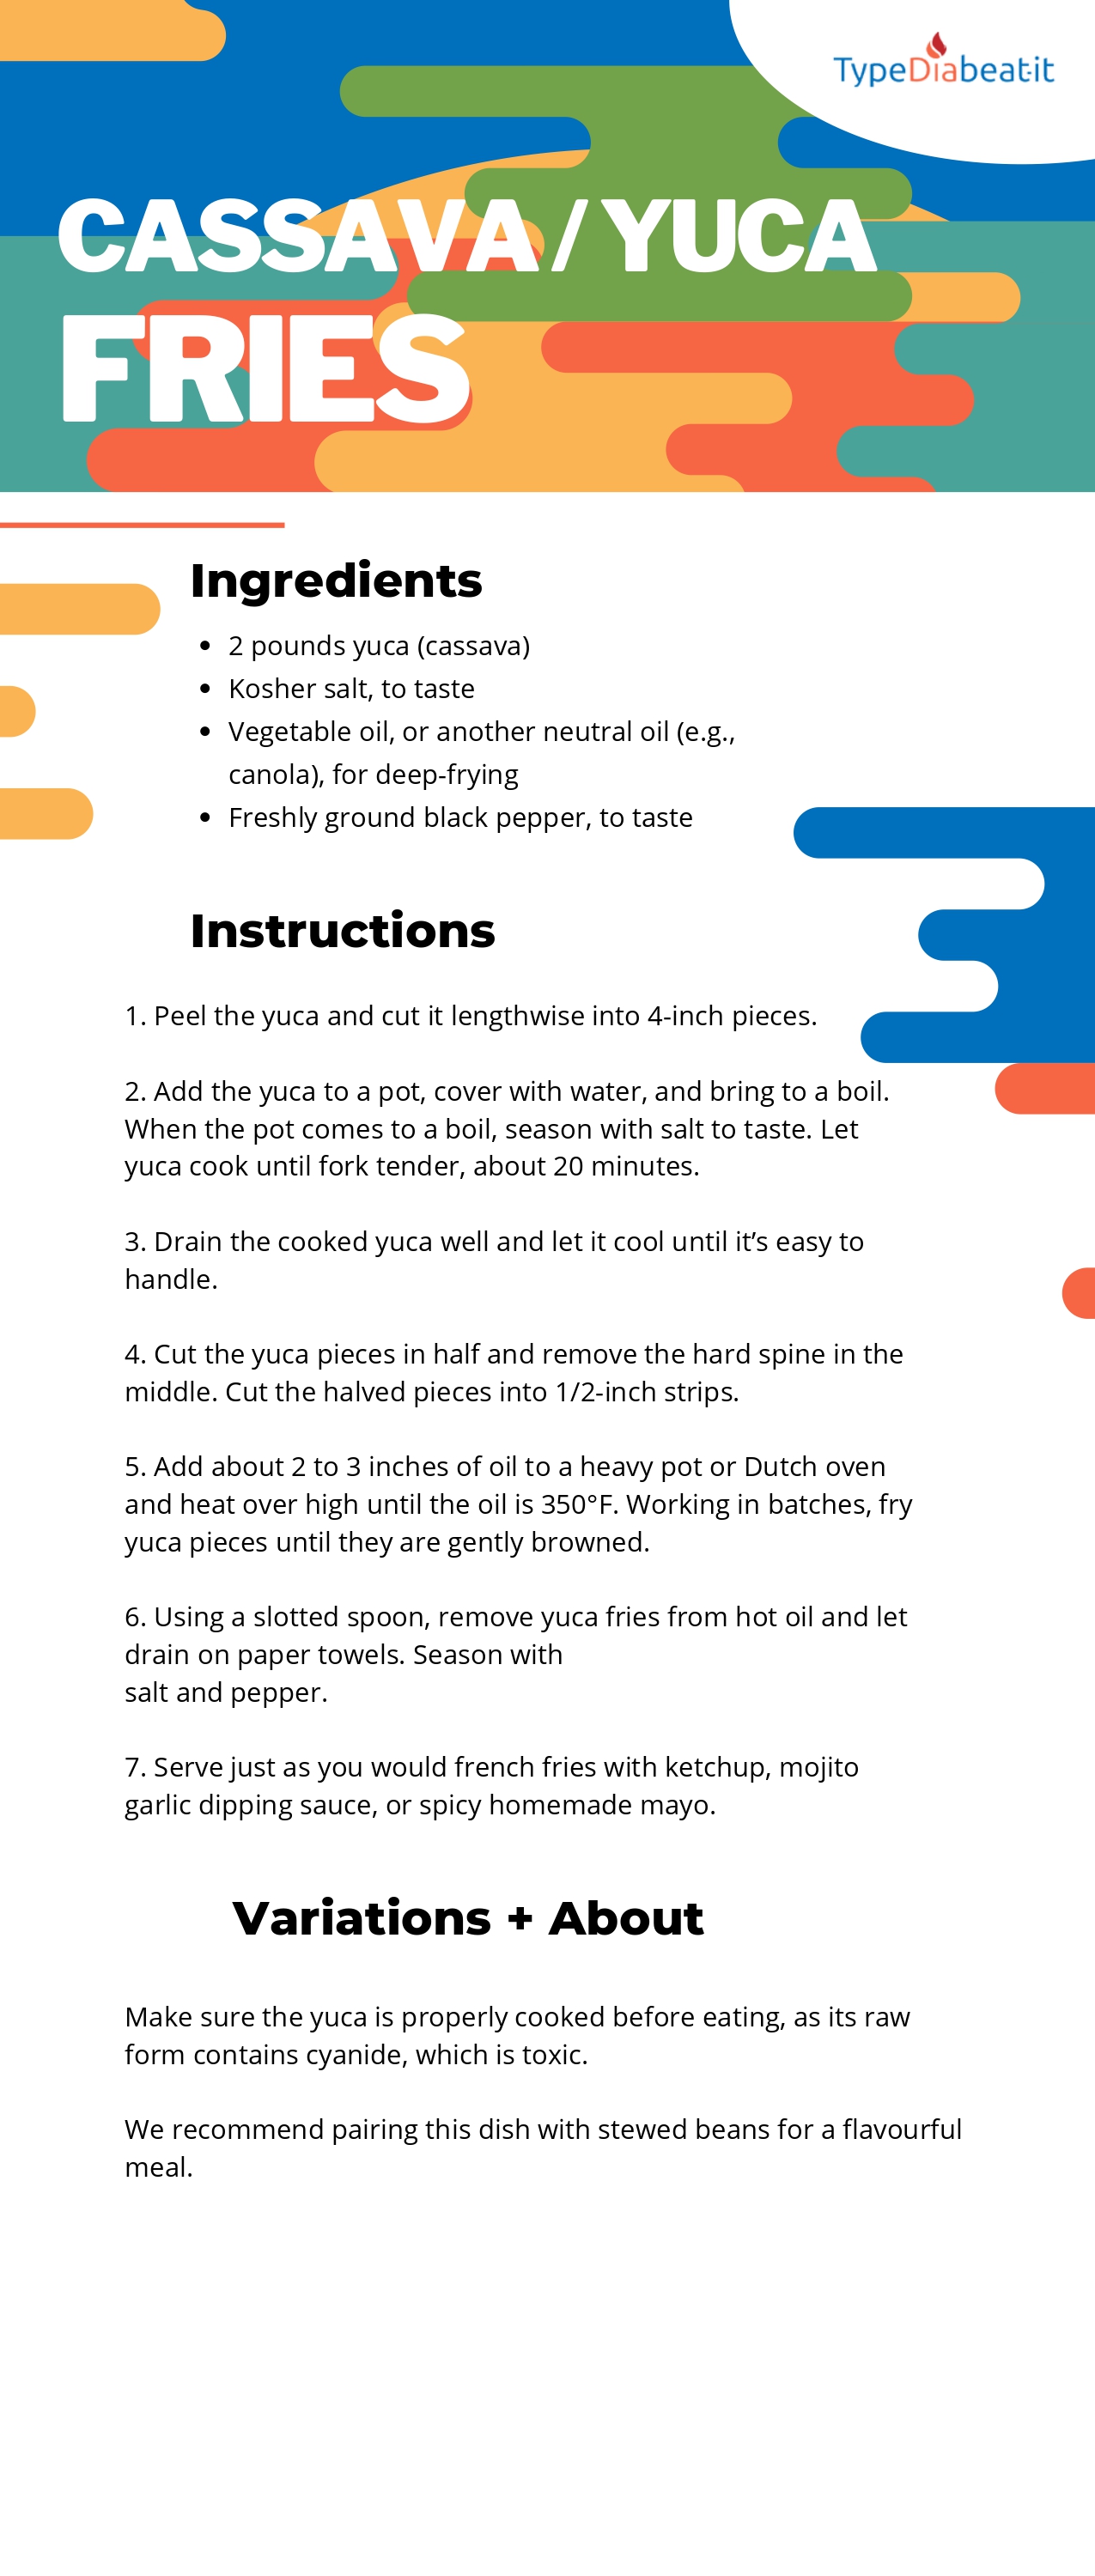 TypeDiabeat-it
CASSAVA / YUCA
FRIES
Ingredients
• 2 pounds yuca (cassava)
• Kosher salt, to taste
• Vegetable oil, or another neutral oil (e.g.,
canola), for deep-frying
• Freshly ground black pepper, to taste
Instructions
1. Peel the yuca and cut it lengthwise into 4-inch pieces.
2. Add the yuca to a pot, cover with water, and bring to a boil.
When the pot comes to a boil, season with salt to taste. Let
yuca cook until fork tender, about 20 minutes.
3. Drain the cooked yuca well and let it cool until it’s easy to
handle.
4. Cut the yuca pieces in half and remove the hard spine in the
middle. Cut the halved pieces into 1/2-inch strips.
5. Add about 2 to 3 inches of oil to a heavy pot or Dutch oven
and heat over high until the oil is 350°F. Working in batches, fry
yuca pieces until they are gently browned.
6. Using a slotted spoon, remove yuca fries from hot oil and let
drain on paper towels. Season with
salt and pepper.
7. Serve just as you would french fries with ketchup, mojito
garlic dipping sauce, or spicy homemade mayo.
Variations + About
Make sure the yuca is properly cooked before eating, as its raw
form contains cyanide, which is toxic.
We recommend pairing this dish with stewed beans for a flavourful
meal.